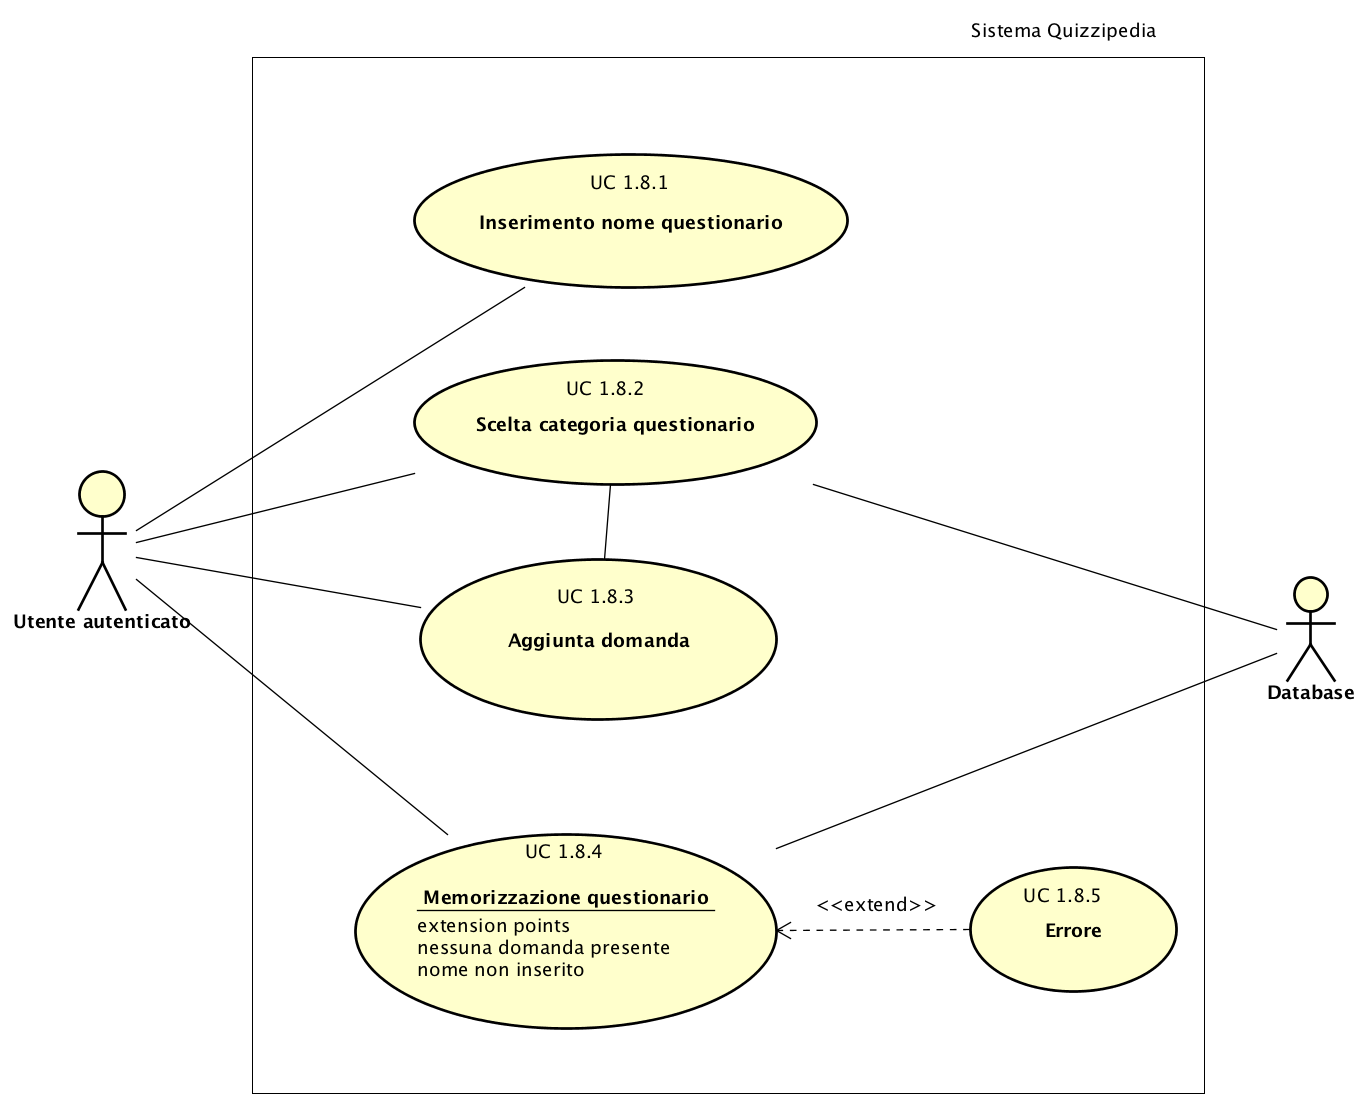 Sistema Quizzipedia
UC 1.8.1
Inserimento nome questionario
UC 1.8.2
Scelta categoria questionario
UC 1.8.3
Aggiunta domanda
Utente autenticato
Database
UC 1.8.4
Memorizzazione questionario
extension points
nessuna domanda presente
nome non inserito
<<extend>>
UC 1.8.5
Errore